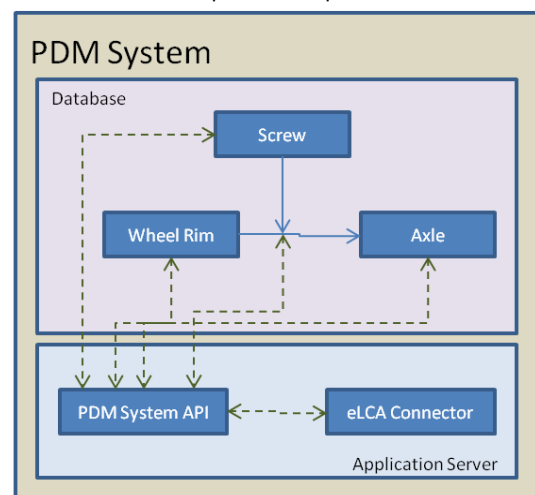 PDM System
Database
Screw
Wheel Rim
Axle
PDM System API
eLCA Connector
Application Server